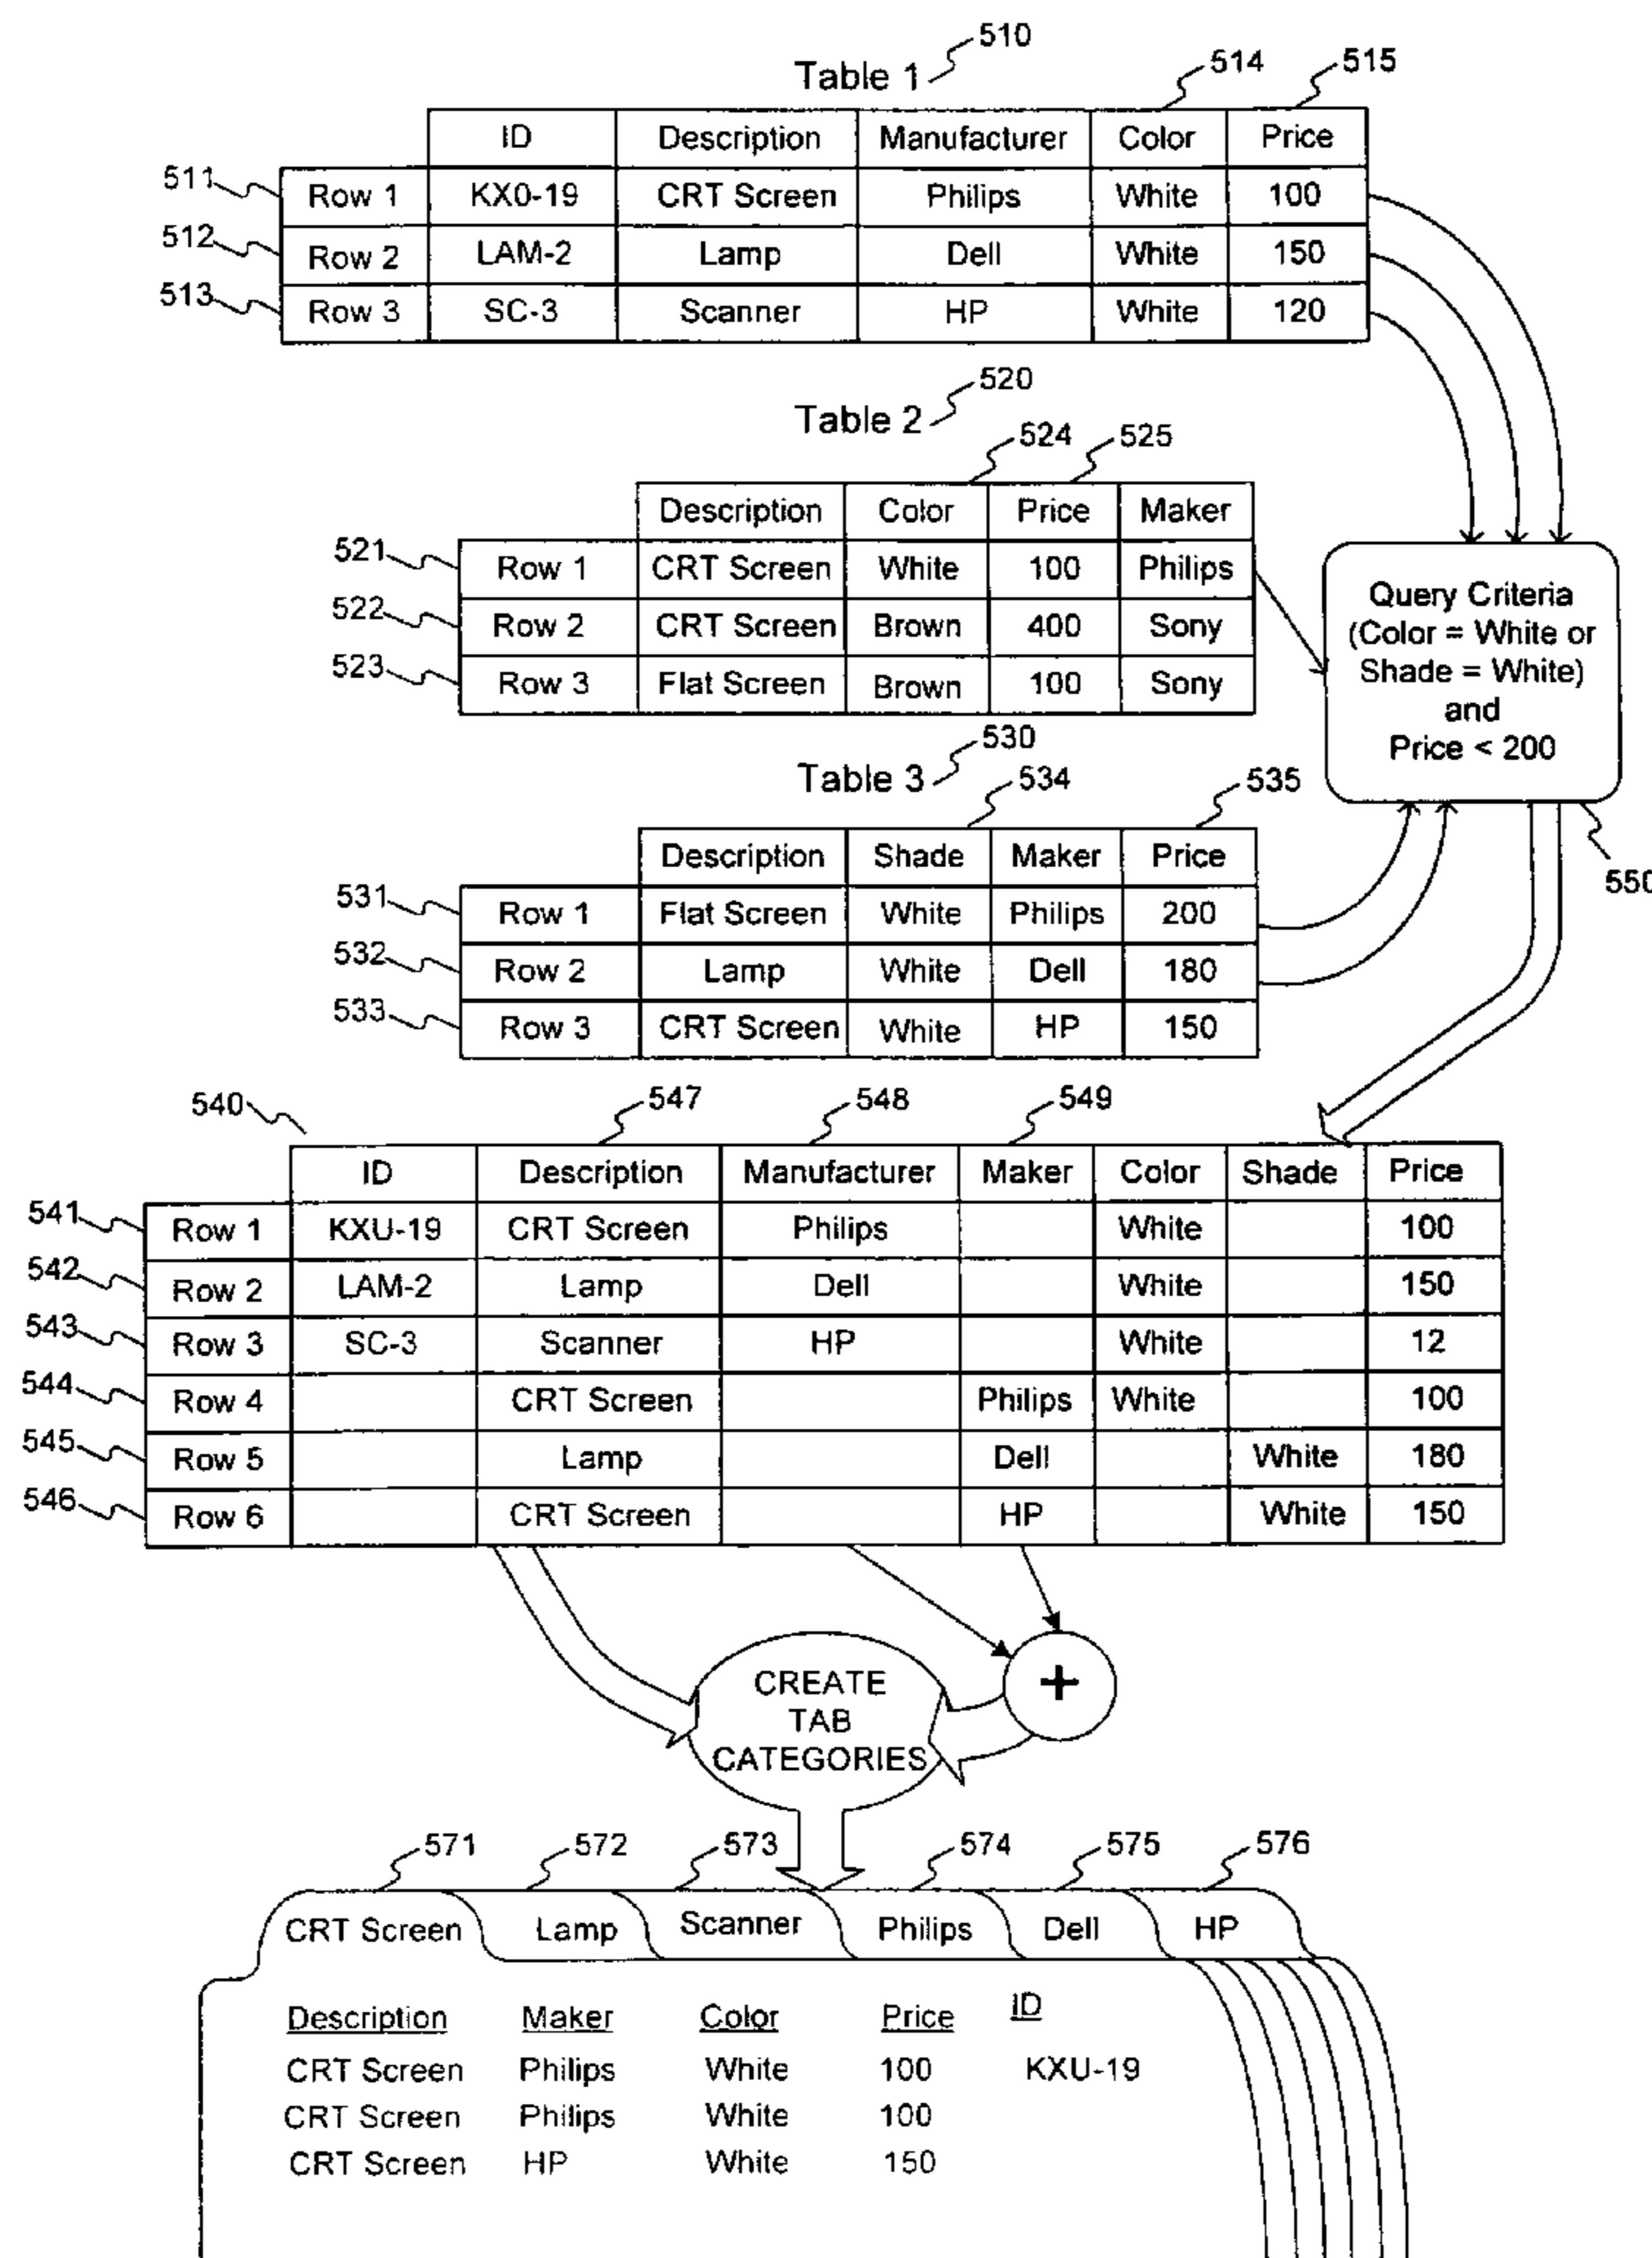 510
Table 1
514
515
ID Description Manufacturer Color Price
511 Row 1 KX0-19 CRT Screen Philips White 100
512 Row 2 LAM-2 Lamp Dell White 150
513 Row 3 SC-3 Scanner HP White 120
520
Table 2
524
525
Description Color Price Maker
521 Row 1 CRT Screen White 100 Philips
522 Row 2 CRT Screen Brown 400 Sony
523 Row 3 Flat Screen Brown 100 Sony
Query Criteria
(Color = White or
Shade = White)
and
Price < 200
550
530
Table 3
534
535
Description Shade Maker Price
531 Row 1 Flat Screen White Philips 200
532 Row 2 Lamp White Dell 180
533 Row 3 CRT Screen White HP 150
540
547
548
549
ID Description Manufacturer Maker Color Shade Price
541 Row 1 KXU-19 CRT Screen Philips White 100
542 Row 2 LAM-2 Lamp Dell White 150
543 Row 3 SC-3 Scanner HP White 12
544 Row 4 CRT Screen Philips White 100
545 Row 5 Lamp Dell White 180
546 Row 6 CRT Screen HP White 150
+
CREATE
TAB
CATEGORIES
571 572 573 574 575 576
CRT Screen Lamp Scanner Philips Dell HP
Description Maker Color Price ID
CRT Screen Philips White 100 KXU-19
CRT Screen Philips White 100
CRT Screen HP White 150